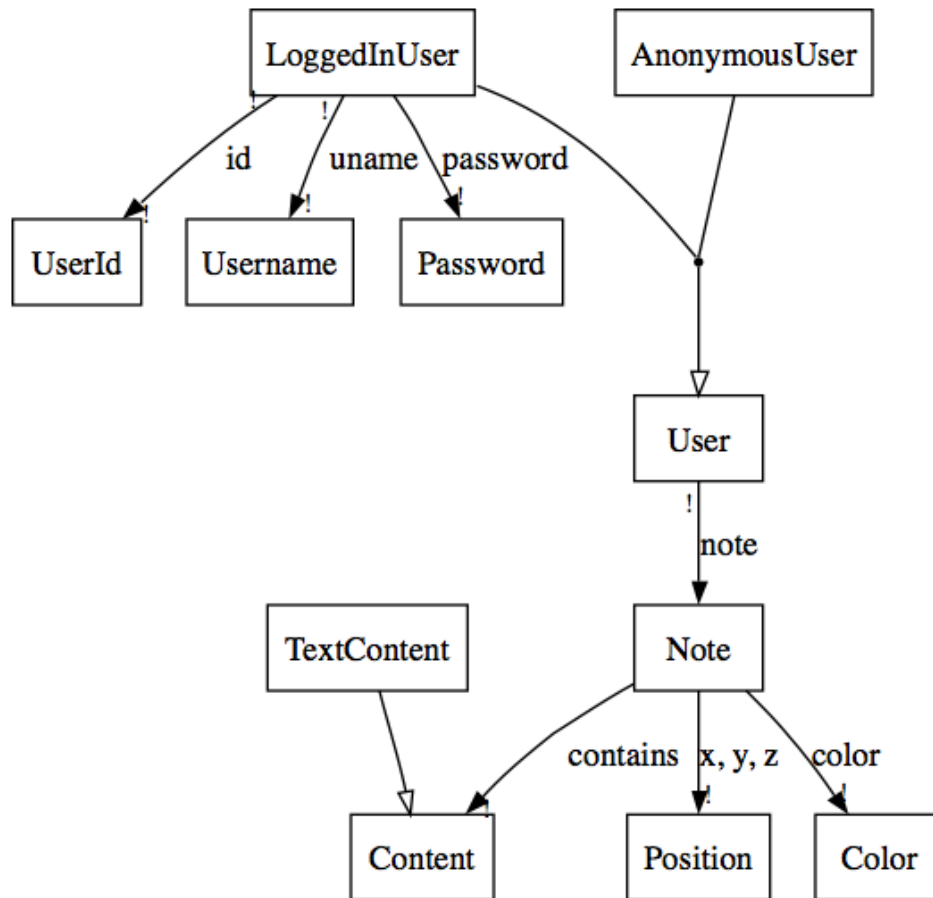 LoggedInUser
AnonymousUser
!
!
id
uname
password
!
!
!
UserId
Username
Password
User
!
note
TextContent
Note
contains
x, y, z
color
!
!
!
Content
Position
Color